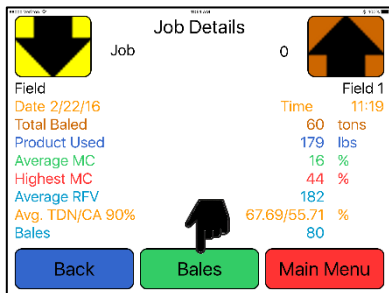 Job Details
Job 0
Field Field 1
Date 2/22/16 Time 11:19
Total Baled 60 tons
Product Used 179 lbs
Average MC 16 %
Highest MC 44 %
Average RFV 182
Avg. TDN/CA 90% 67.69/55.71 %
Bales 80
Back Bales Main Menu